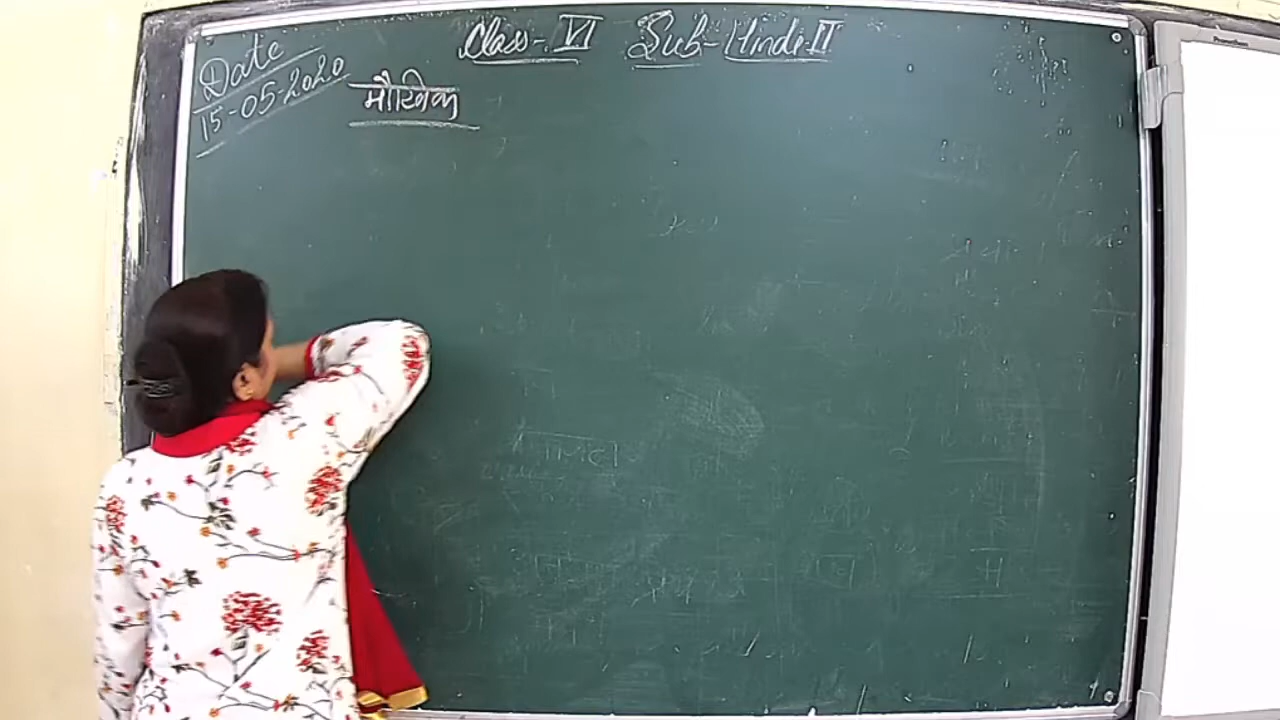 Class-VI Sub-Hindi-II
Date
15-05-2020
मौखिक